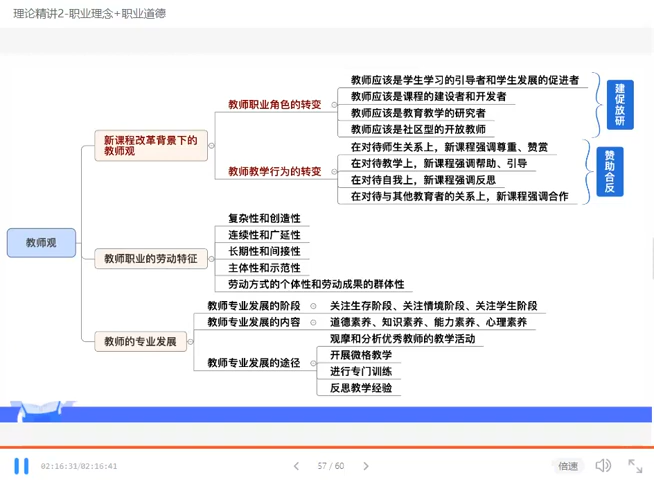 理论精讲2-职业理念+职业道德
教师应该是学生学习的引导者和学生发展的促进者
教师职业角色的转变
教师应该是课程的建设者和开发者
教师应该是教育教学的研究者
教师应该是社区型的开放教师
建促放研
新课程改革背景下的
教师观
在对待师生关系上，新课程强调尊重、赞赏
教师教学行为的转变
在对待教学上，新课程强调帮助、引导
在对待自我上，新课程强调反思
在对待与其他教育者的关系上，新课程强调合作
赞助合反
教师观
复杂性和创造性
连续性和广延性
教师职业的劳动特征
长期性和间接性
主体性和示范性
劳动方式的个体性和劳动成果的群体性
教师专业发展的阶段
关注生存阶段、关注情境阶段、关注学生阶段
教师专业发展的内容
道德素养、知识素养、能力素养、心理素养
教师的专业发展
观摩和分析优秀教师的教学活动
教师专业发展的途径
开展微格教学
进行专门训练
反思教学经验
02:16:31/02:16:41
57 / 60
倍速